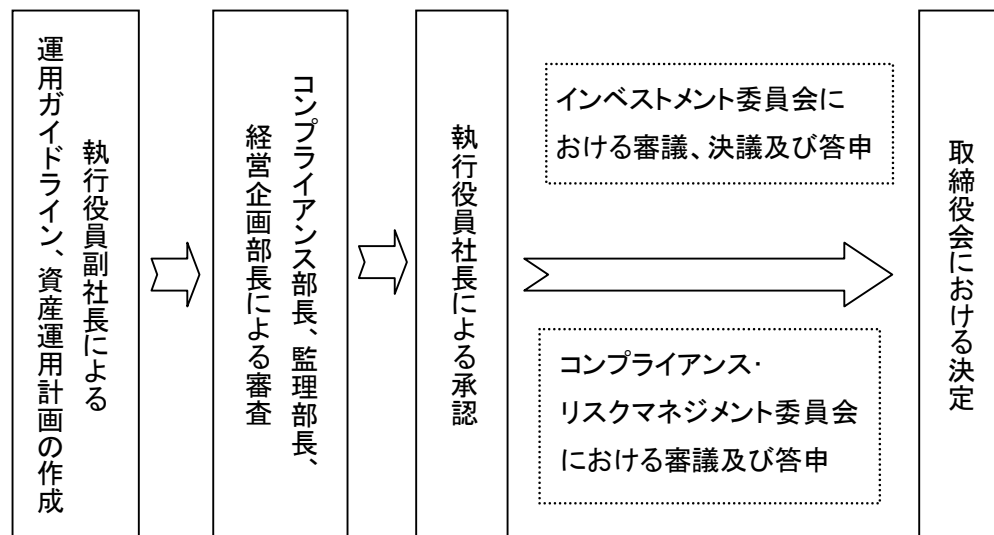 執行役員副社長による
運用ガイドライン、資産運用計画の作成
コンプライアンス部長、監理部長、
経営企画部長による審査
執行役員社長による承認
インベストメント委員会に
おける審議、決議及び答申
コンプライアンス・
リスクマネジメント委員会
における審議及び答申
取締役会における決定